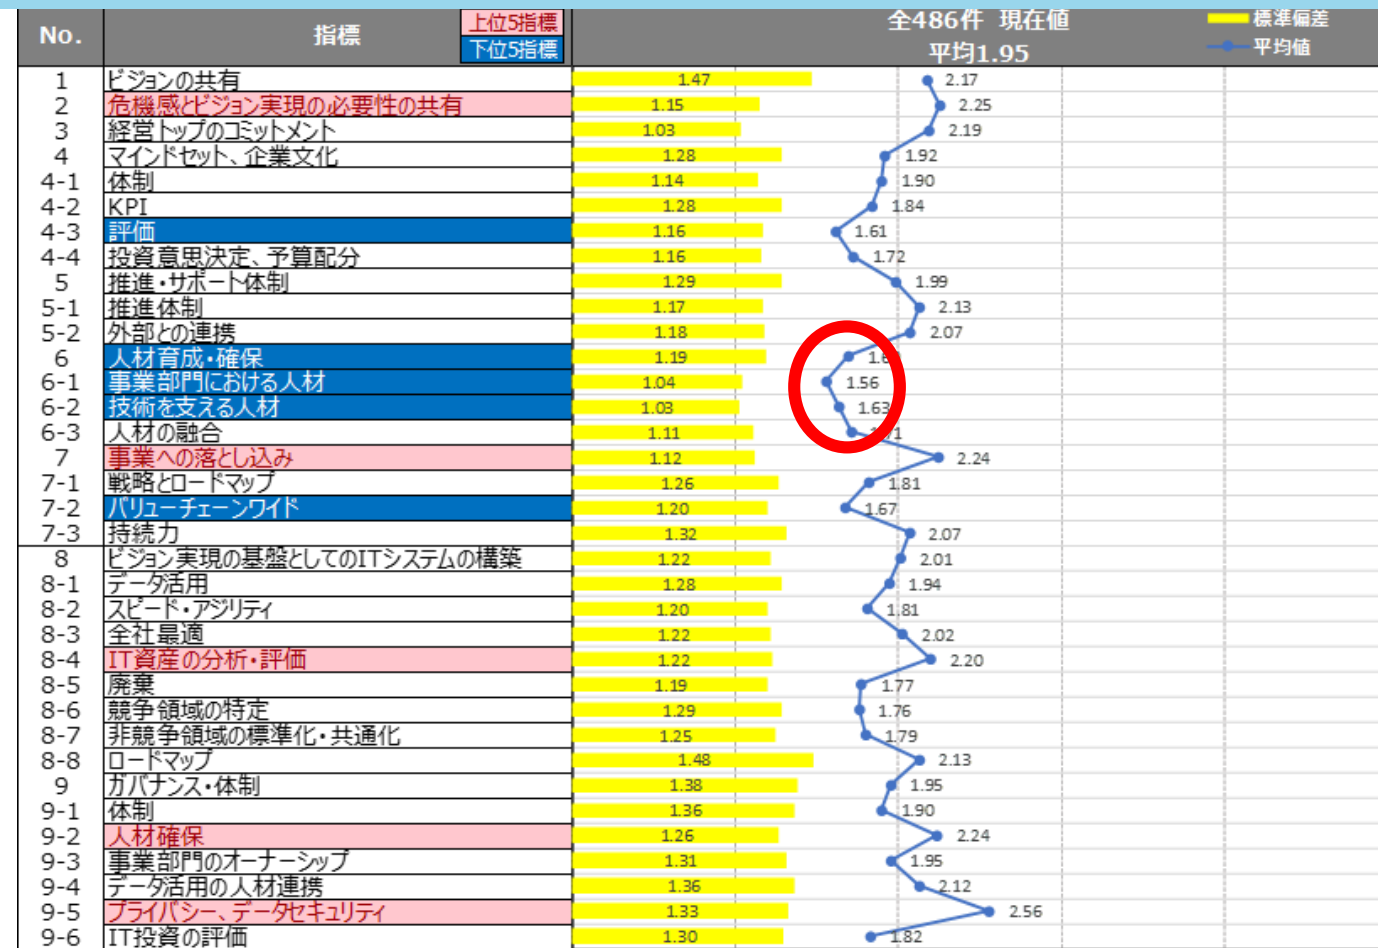 No. 指標 上位5指標 下位5指標 全486件 現在値 平均1.95 標準偏差 平均値
1 ビジョンの共有 1.47 2.17
2 危機感とビジョン実現の必要性の共有 1.15 2.25
3 経営トップのコミットメント 1.03 2.19
4 マインドセット、企業文化 1.28 1.92
4-1 体制 1.14 1.90
4-2 KPI 1.28 1.84
4-3 評価 1.16 1.61
4-4 投資意思決定、予算配分 1.16 1.72
5 推進・サポート体制 1.29 1.99
5-1 推進体制 1.17 2.13
5-2 外部との連携 1.18 2.07
6 人材育成・確保 1.19
6-1 事業部門における人材 1.04 1.56
6-2 技術を支える人材 1.03 1.63
6-3 人材の融合 1.11
7 事業への落とし込み 1.12 2.24
7-1 戦略とロードマップ 1.26 1.81
7-2 バリューチェーンワイド 1.20 1.67
7-3 持続力 1.32 2.07
8 ビジョン実現の基盤としてのITシステムの構築 1.22 2.01
8-1 データ活用 1.28 1.94
8-2 スピード・アジリティ 1.20 1.81
8-3 全社最適 1.22 2.02
8-4 IT資産の分析・評価 1.22 2.20
8-5 廃棄 1.19 1.77
8-6 競争領域の特定 1.29 1.76
8-7 非競争領域の標準化・共通化 1.25 1.79
8-8 ロードマップ 1.48 2.13
9 ガバナンス・体制 1.38 1.95
9-1 体制 1.36 1.90
9-2 人材確保 1.26 2.24
9-3 事業部門のオーナーシップ 1.31 1.95
9-4 データ活用の人材連携 1.36 2.12
9-5 プライバシー、データセキュリティ 1.33 2.56
9-6 IT投資の評価 1.30 1.82